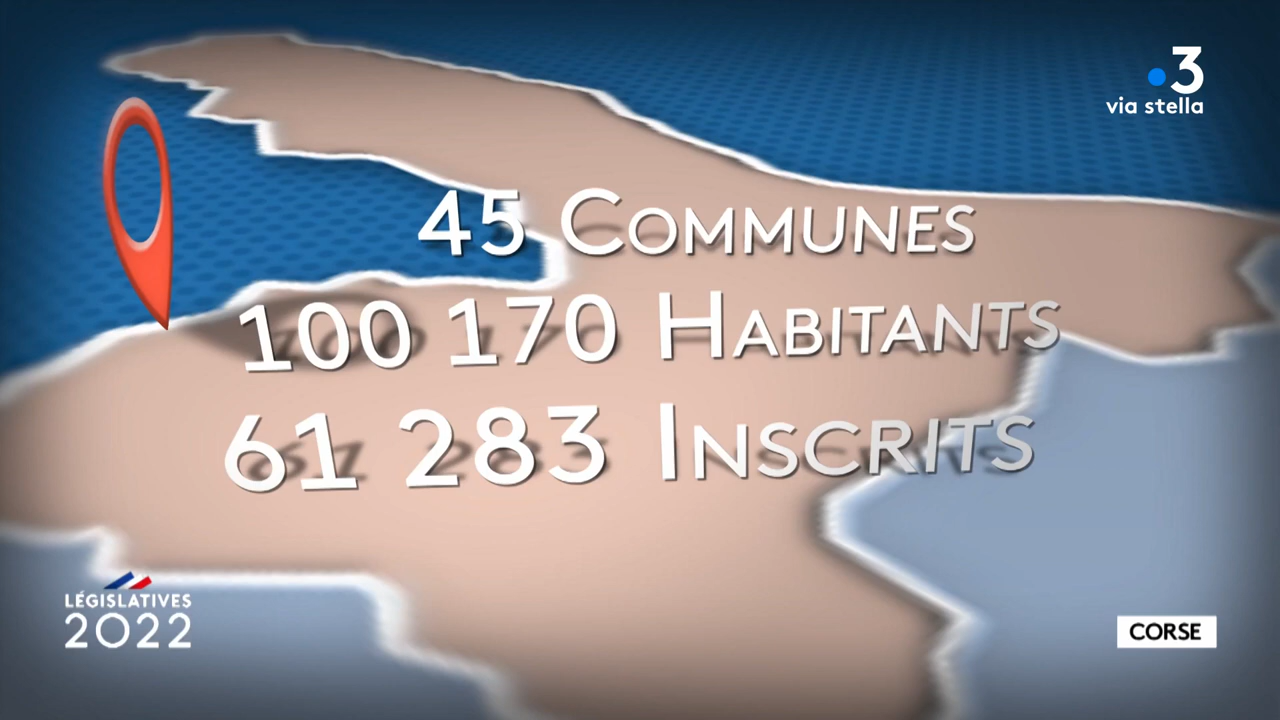 3
via stella
45 COMMUNES
100 170 HABITANTS
61 283 INSCRITS
LÉGISLATIVES
2022
CORSE